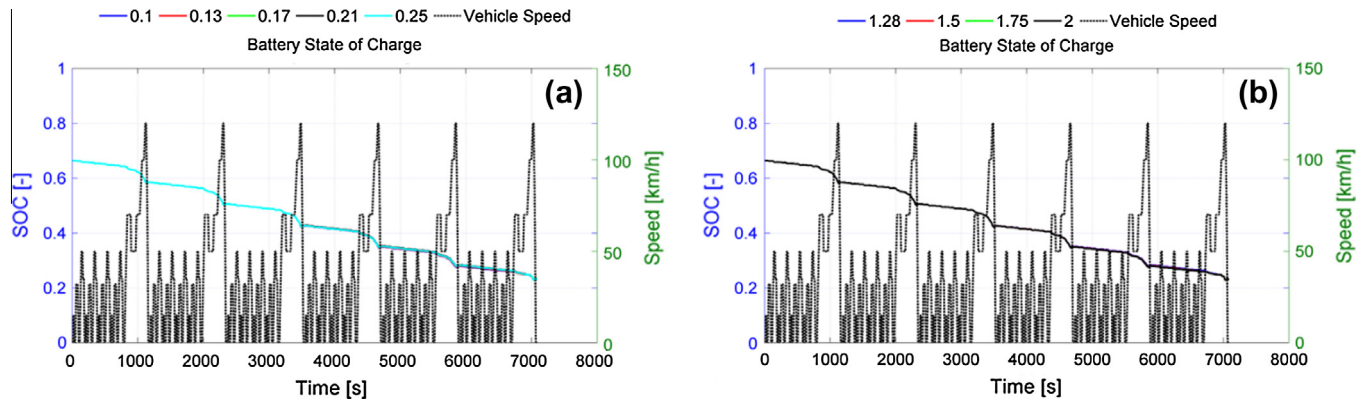 0.1 0.13 0.17 0.21 0.25 Vehicle Speed
Battery State of Charge
(a)
SOC [-]
1
0.8
0.6
0.4
0.2
0
150
100
50
0
Speed [km/h]
0 1000 2000 3000 4000 5000 6000 7000 8000
Time [s]
1.28 1.5 1.75 2 Vehicle Speed
Battery State of Charge
(b)
SOC [-]
1
0.8
0.6
0.4
0.2
0
150
100
50
0
Speed [km/h]
0 1000 2000 3000 4000 5000 6000 7000 8000
Time [s]